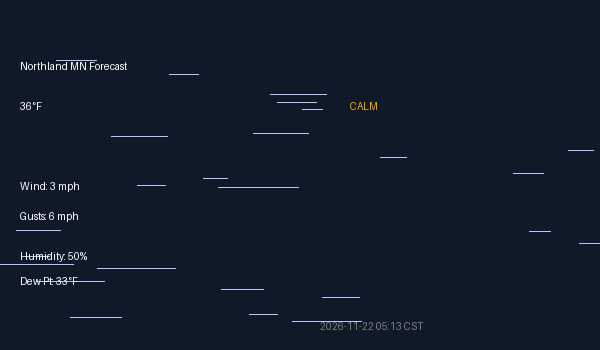 Northland MN Forecast
36°F CALM
Wind: 3 mph
Gusts: 6 mph
Humidity: 50%
Dew Pt: 33°F
2026-11-22 05:13 CST